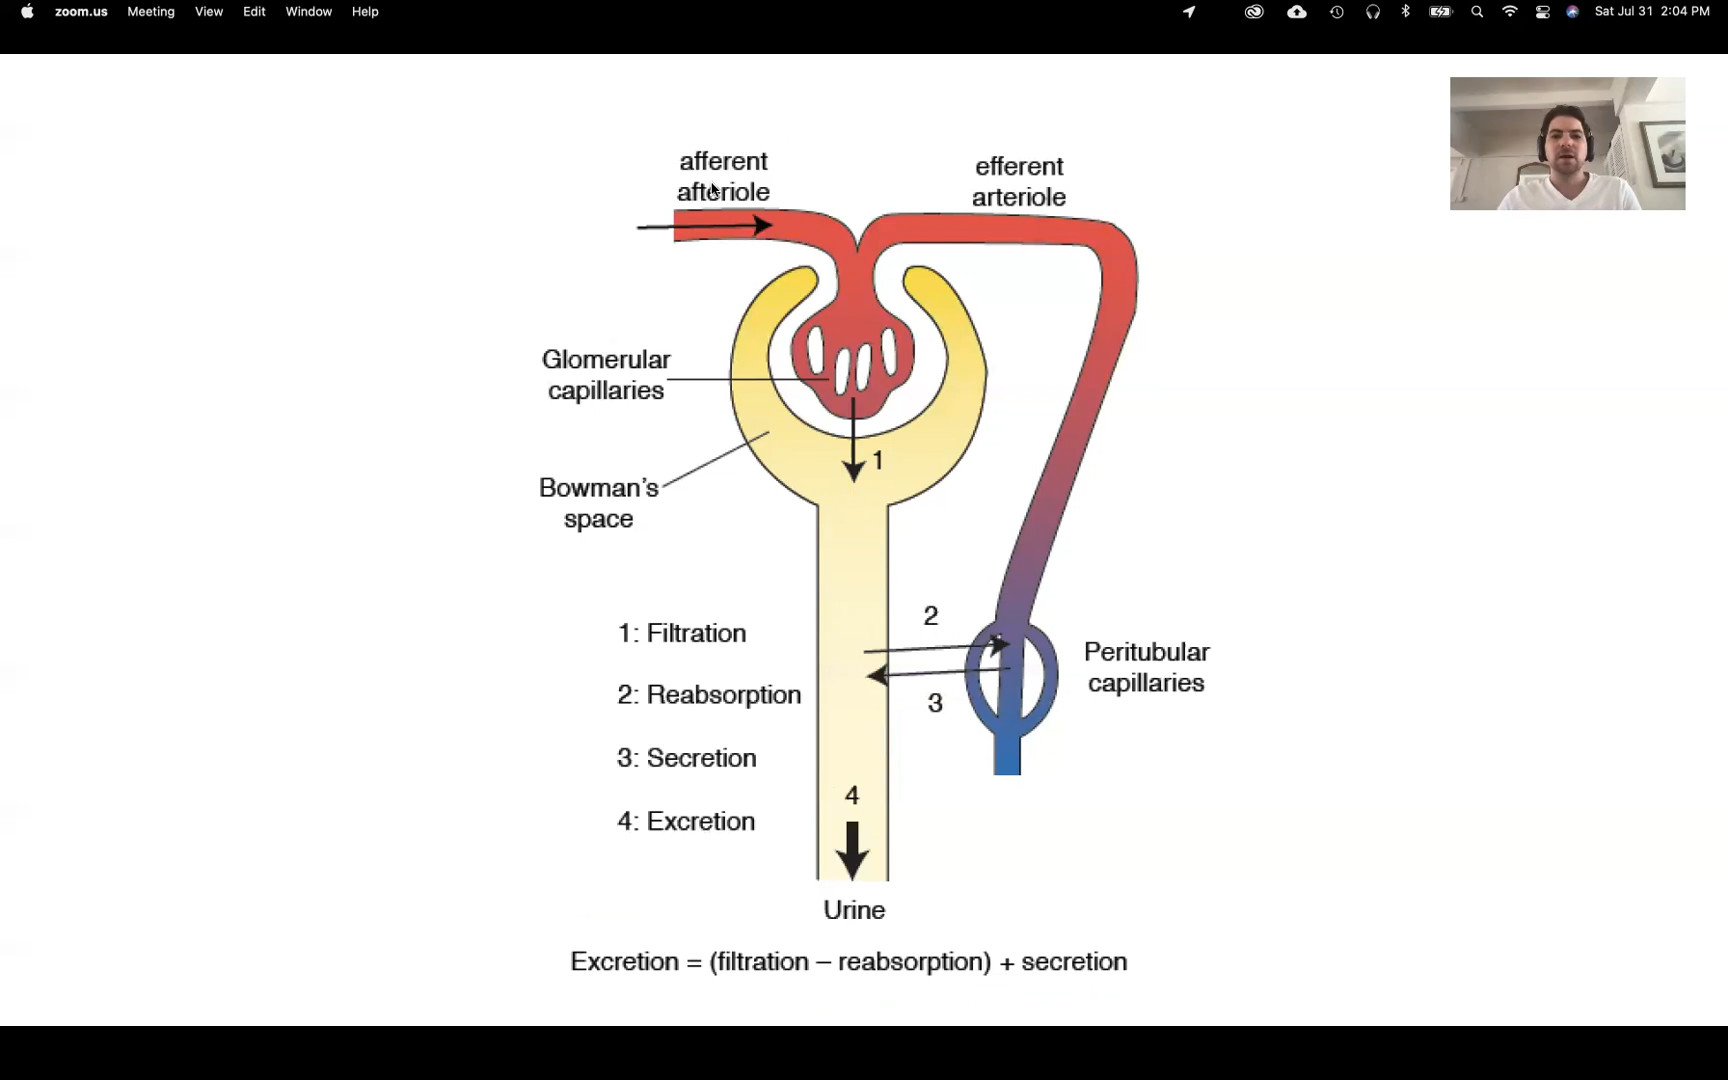 zoom.us Meeting View Edit Window Help Sat Jul 31 2:04 PM
afferent
afteriole
efferent
arteriole
Glomerular
capillaries
1
Bowman's
space
2
1: Filtration
Peritubular
capillaries
2: Reabsorption
3
3: Secretion
4
4: Excretion
Urine
Excretion = (filtration – reabsorption) + secretion